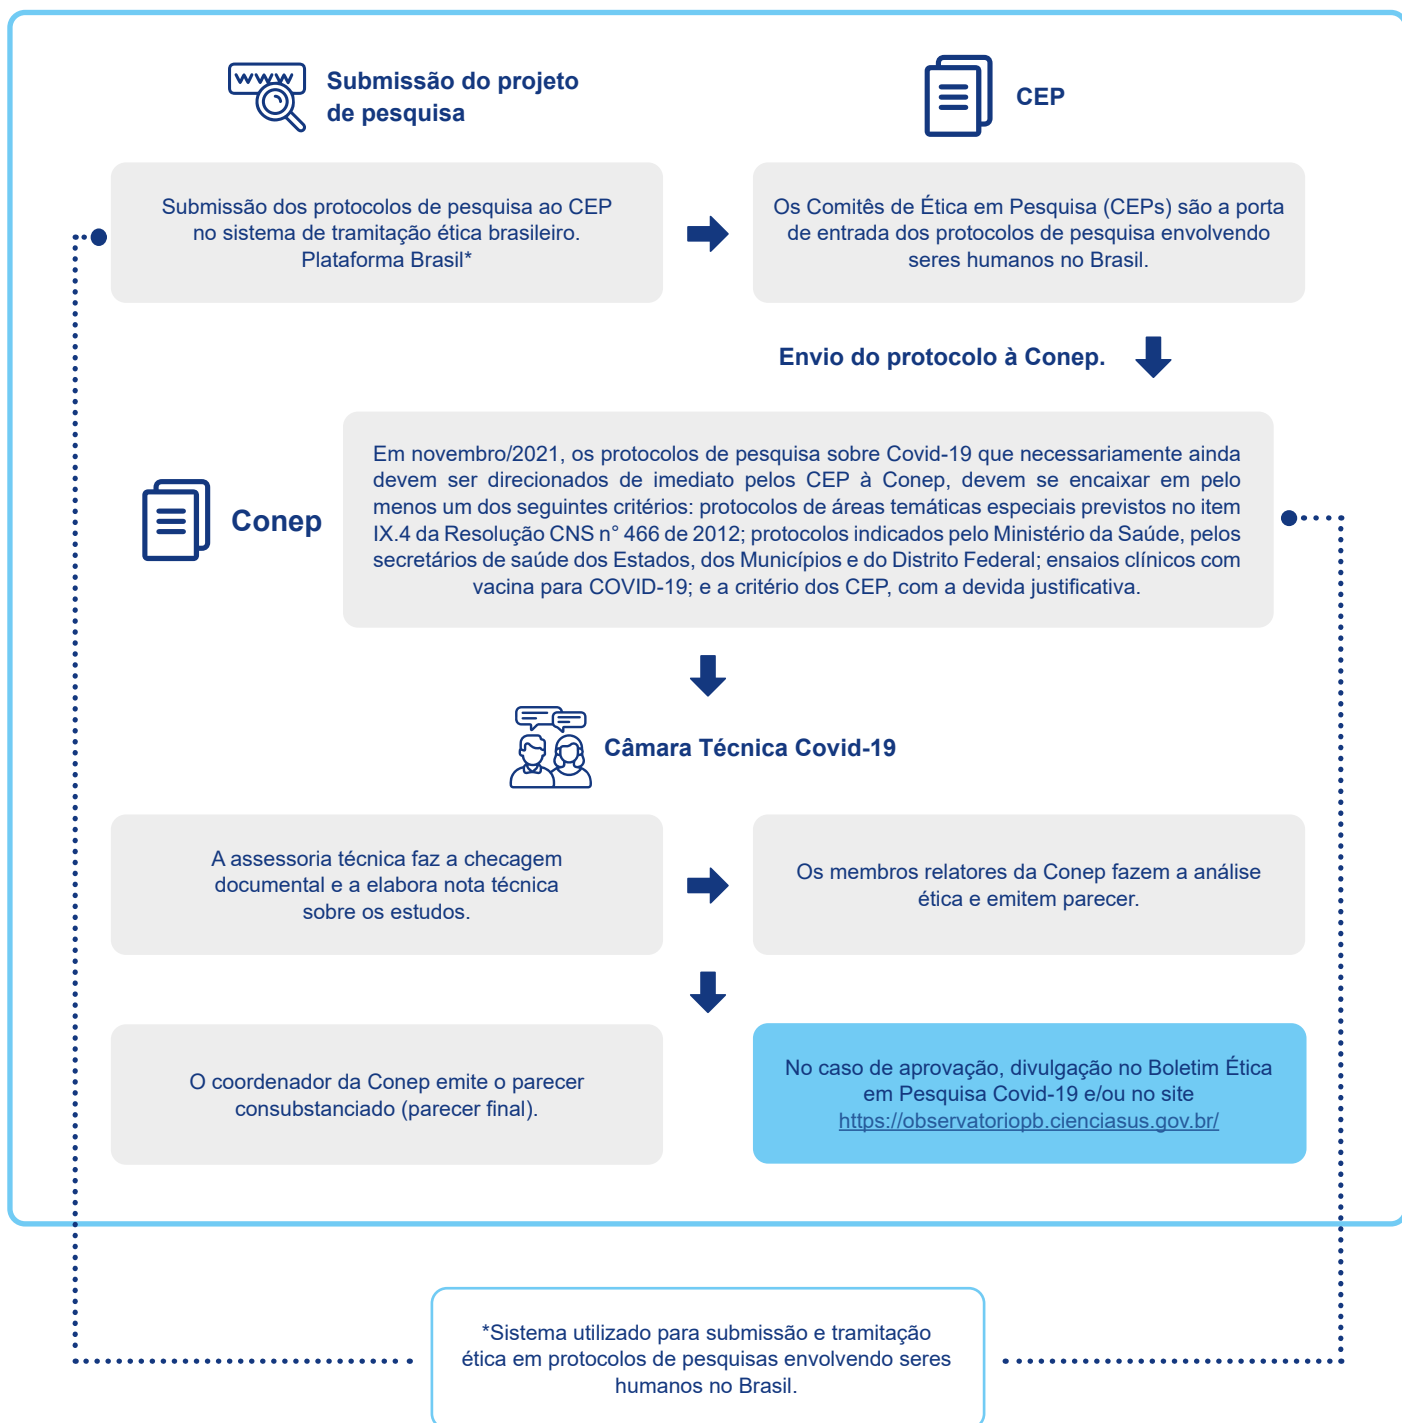 www
Submissão do projeto
de pesquisa
CEP
Submissão dos protocolos de pesquisa ao CEP
no sistema de tramitação ética brasileiro.
Plataforma Brasil*
Os Comitês de Ética em Pesquisa (CEPs) são a porta
de entrada dos protocolos de pesquisa envolvendo
seres humanos no Brasil.
Envio do protocolo à Conep.
Conep
Em novembro/2021, os protocolos de pesquisa sobre Covid-19 que necessariamente ainda
devem ser direcionados de imediato pelos CEP à Conep, devem se encaixar em pelo
menos um dos seguintes critérios: protocolos de áreas temáticas especiais previstos no item
IX.4 da Resolução CNS n° 466 de 2012; protocolos indicados pelo Ministério da Saúde, pelos
secretários de saúde dos Estados, dos Municípios e do Distrito Federal; ensaios clínicos com
vacina para COVID-19; e a critério dos CEP, com a devida justificativa.
Câmara Técnica Covid-19
A assessoria técnica faz a checagem
documental e a elabora nota técnica
sobre os estudos.
Os membros relatores da Conep fazem a análise
ética e emitem parecer.
O coordenador da Conep emite o parecer
consubstanciado (parecer final).
No caso de aprovação, divulgação no Boletim Ética
em Pesquisa Covid-19 e/ou no site
https://observatoriopb.cienciasus.gov.br/
*Sistema utilizado para submissão e tramitação
ética em protocolos de pesquisas envolvendo seres
humanos no Brasil.